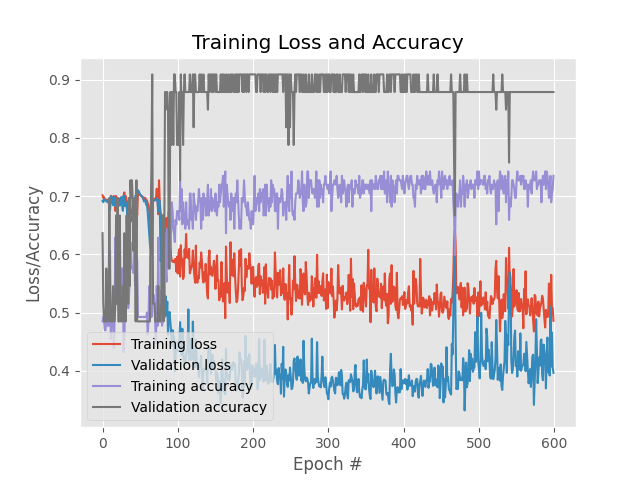 Training Loss and Accuracy
Loss/Accuracy
0.9
0.8
0.7
0.6
0.5
0.4
Training loss
Validation loss
Training accuracy
Validation accuracy
0
100
200
300
400
500
600
Epoch #